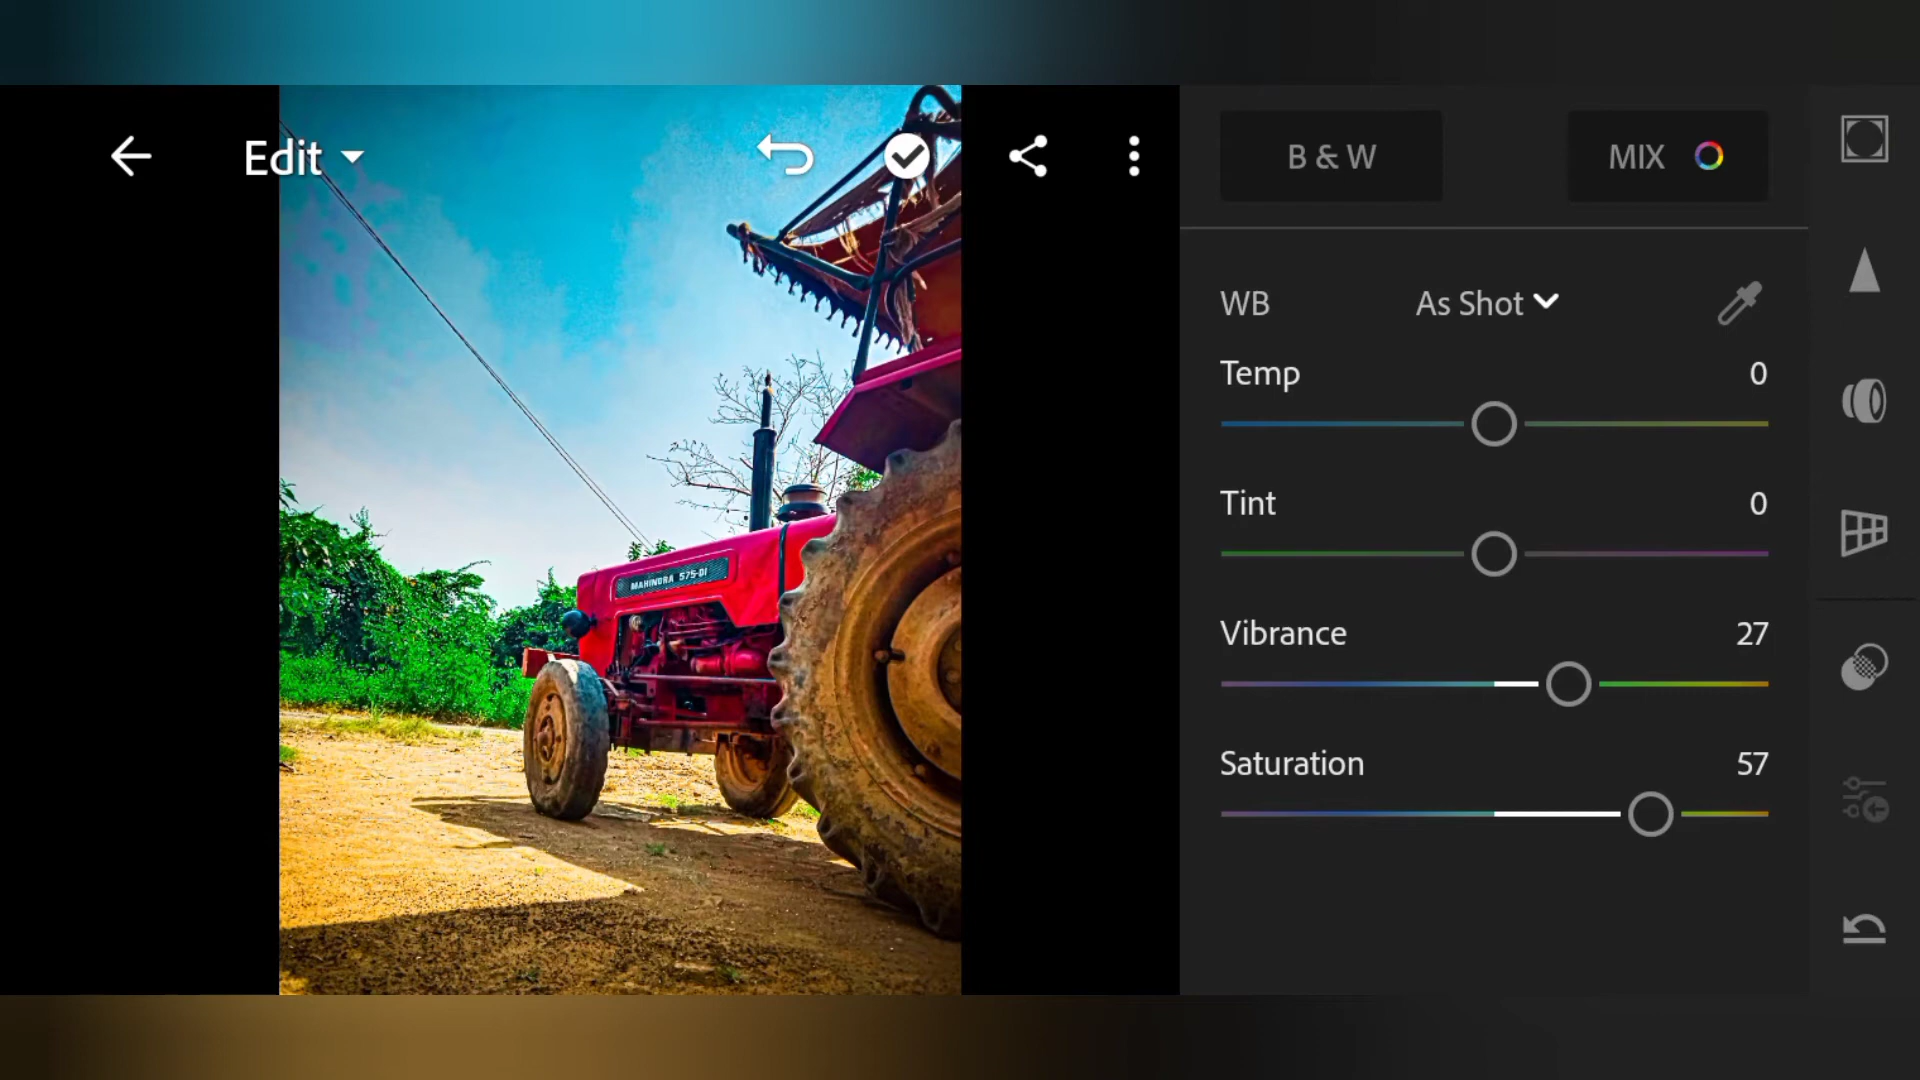 Edit
B & W
MIX
WB
As Shot
Temp
0
Tint
0
Vibrance
27
Saturation
57
MAHINDRA 575-DI